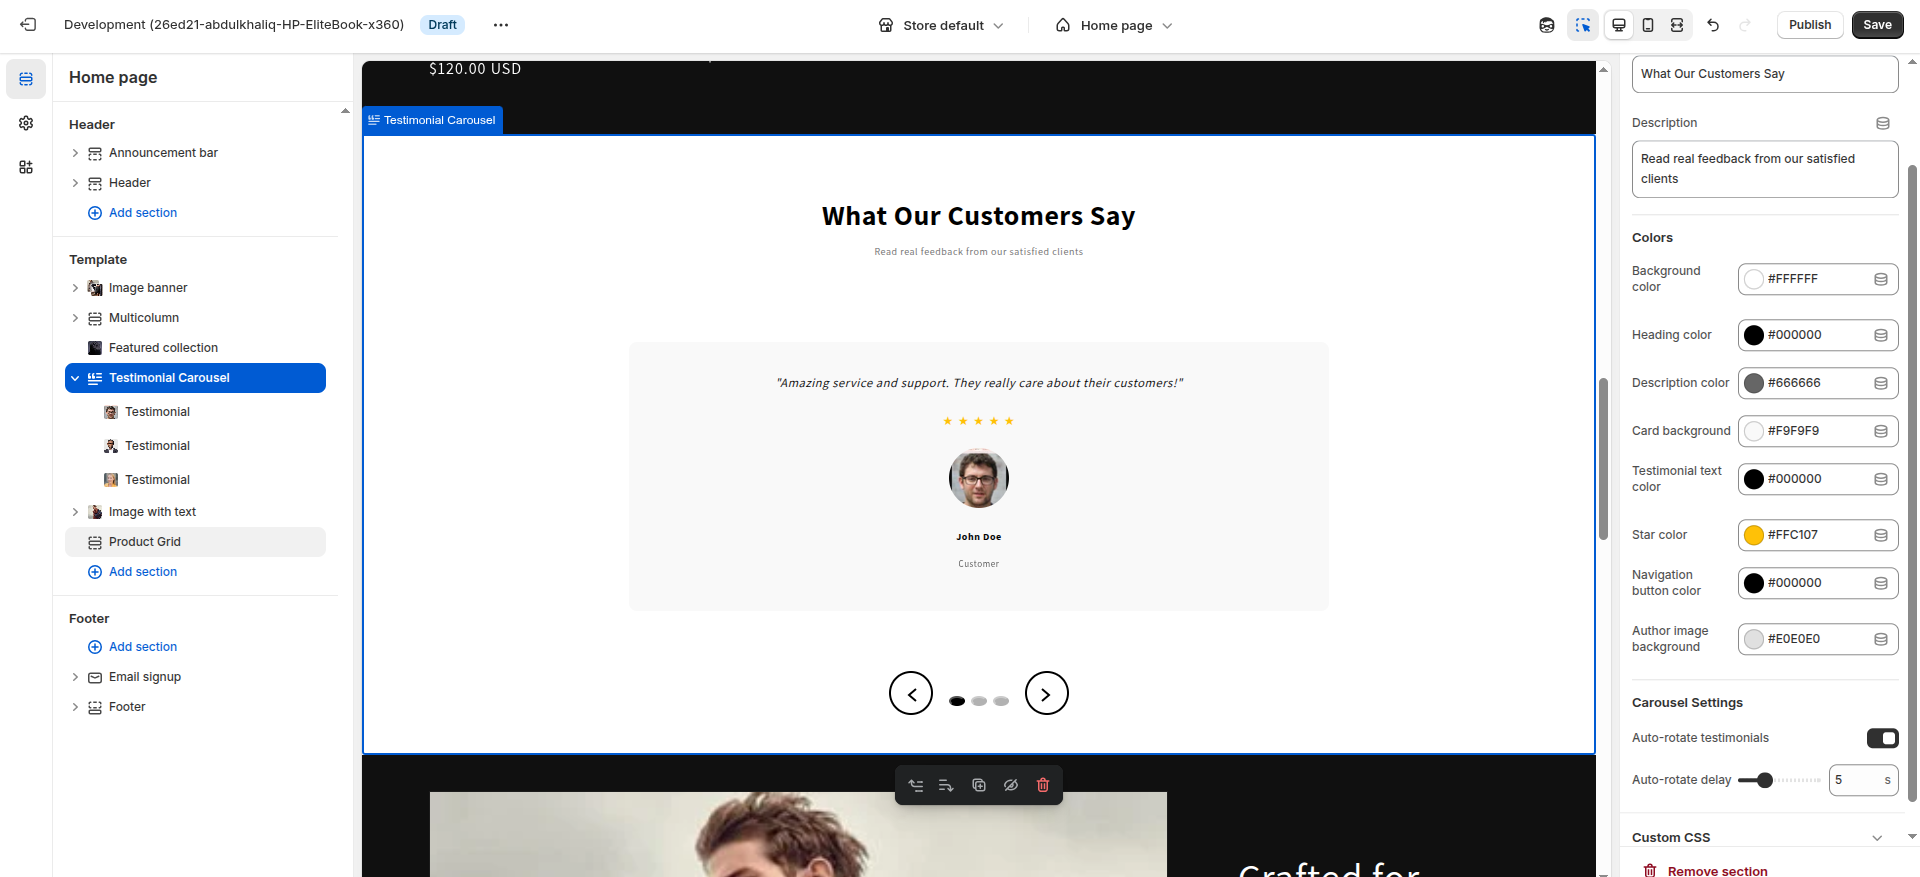 Development (26ed21-abdulkhaliq-HP-EliteBook-x360)
Draft
Store default
Home page
Publish
Save
Home page
Header
Announcement bar
Header
Add section
Template
Image banner
Multicolumn
Featured collection
Testimonial Carousel
Testimonial
Testimonial
Testimonial
Image with text
Product Grid
Add section
Footer
Add section
Email signup
Footer
$120.00 USD
Testimonial Carousel
What Our Customers Say
Read real feedback from our satisfied clients
"Amazing service and support. They really care about their customers!"
John Doe
Customer
Crafted for
What Our Customers Say
Description
Read real feedback from our satisfied
clients
Colors
Background
color
#FFFFFF
Heading color
#000000
Description color
#666666
Card background
#F9F9F9
Testimonial text
color
#000000
Star color
#FFC107
Navigation
button color
#000000
Author image
background
#E0E0E0
Carousel Settings
Auto-rotate testimonials
Auto-rotate delay
5
s
Custom CSS
Remove section